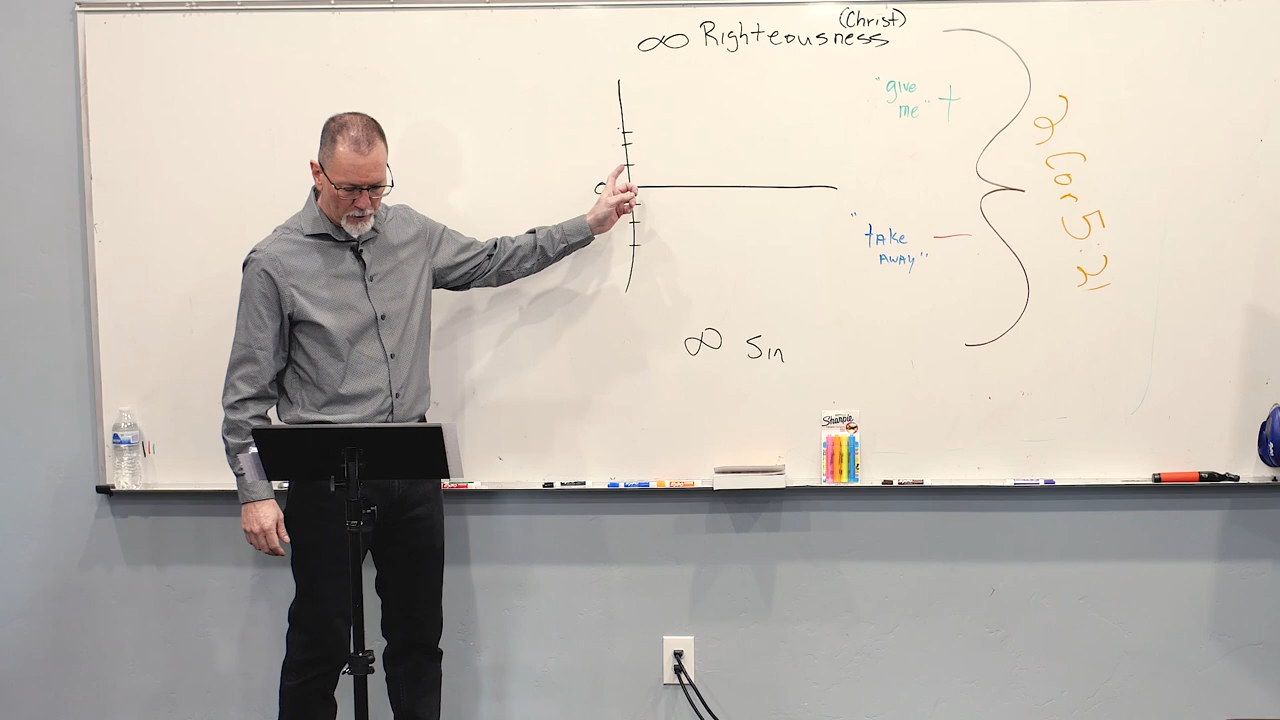 (Christ)
∞ Righteousness
"give
me" +
2 Cor 5:21
"tAke —
AWAY"
∞ Sin
Sharpie